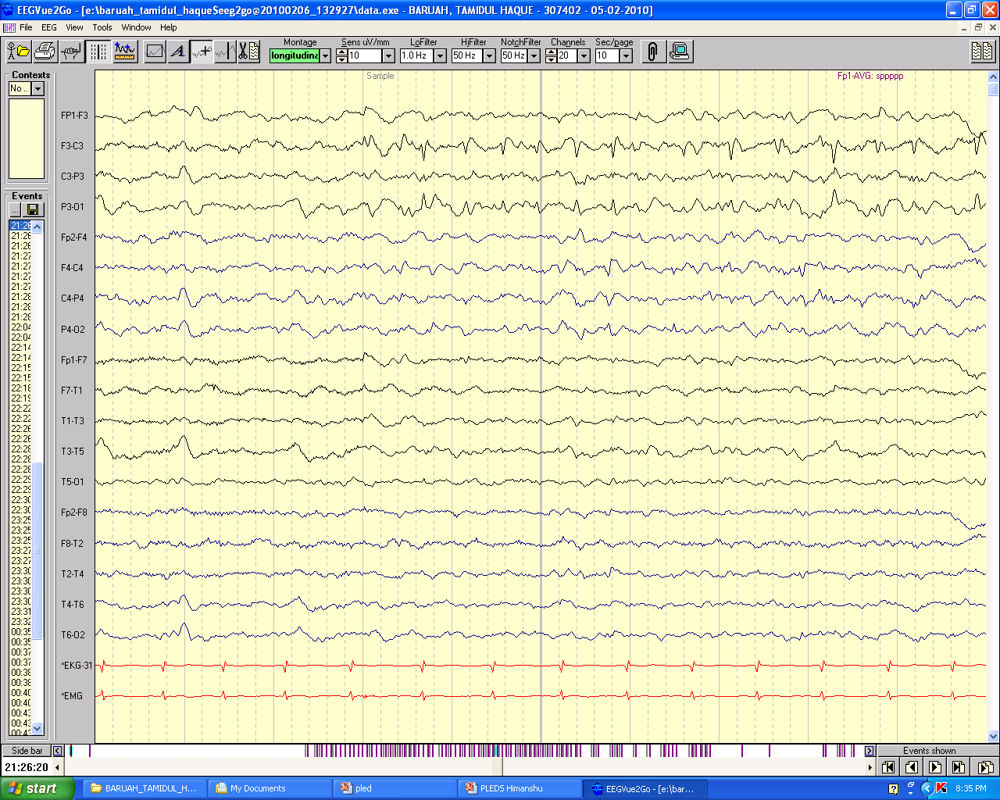 EEGVue2Go - [e:\baruah_tamidul_haque$eeg2go@20100206_132927\data.exe - BARUAH, TAMIDUL HAQUE - 307402 - 05-02-2010]
File EEG View Tools Window Help
Montage Sens uV/mm LoFilter HiFilter NotchFilter Channels Sec/page
longitudina 10 1.0 Hz 50 Hz 50 Hz 20 10
Contexts
No ..
Sample
Fp1-AVG: sppppp
FP1-F3
F3-C3
C3-P3
P3-O1
Fp2-F4
F4-C4
C4-P4
P4-O2
Fp1-F7
F7-T1
T1-T3
T3-T5
T5-O1
Fp2-F8
F8-T2
T2-T4
T4-T6
T6-O2
*EKG-31
*EMG
Events
...
21:26
21:26
21:26
21:27
21:27
21:27
21:27
21:28
21:28
22:04
22:04
22:14
22:14
22:15
22:15
22:18
22:19
22:22
22:22
22:26
22:26
22:28
22:28
22:29
22:29
22:29
22:30
22:30
23:25
23:25
23:25
23:27
23:27
23:30
23:30
23:30
23:30
23:31
23:32
00:35
00:35
00:37
00:37
00:38
00:38
00:40
00:40
00:43
00:43
Side bar
Events shown
21:26:20
start
BARUAH_TAMIDUL_H...
My Documents
pled
PLEDS Himanshu
EEGVue2Go - [e:\bar...
8:35 PM